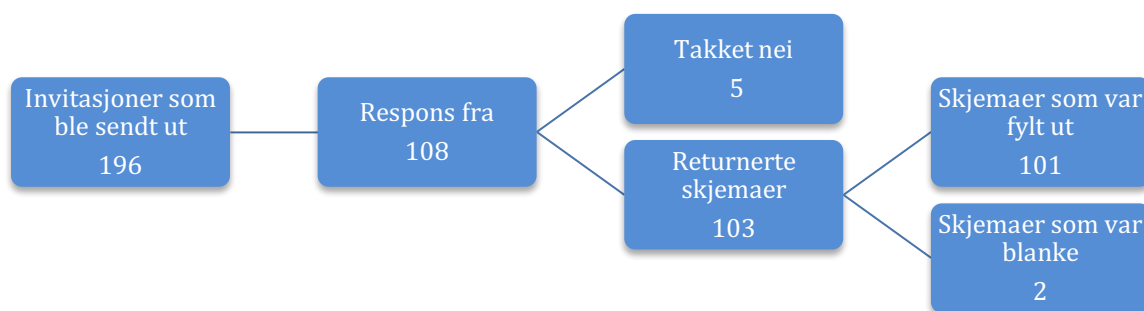 Invitasjoner som
ble sendt ut
196
Respons fra
108
Takket nei
5
Returnerte
skjemaer
103
Skjemaer som var
fylt ut
101
Skjemaer som var
blanke
2